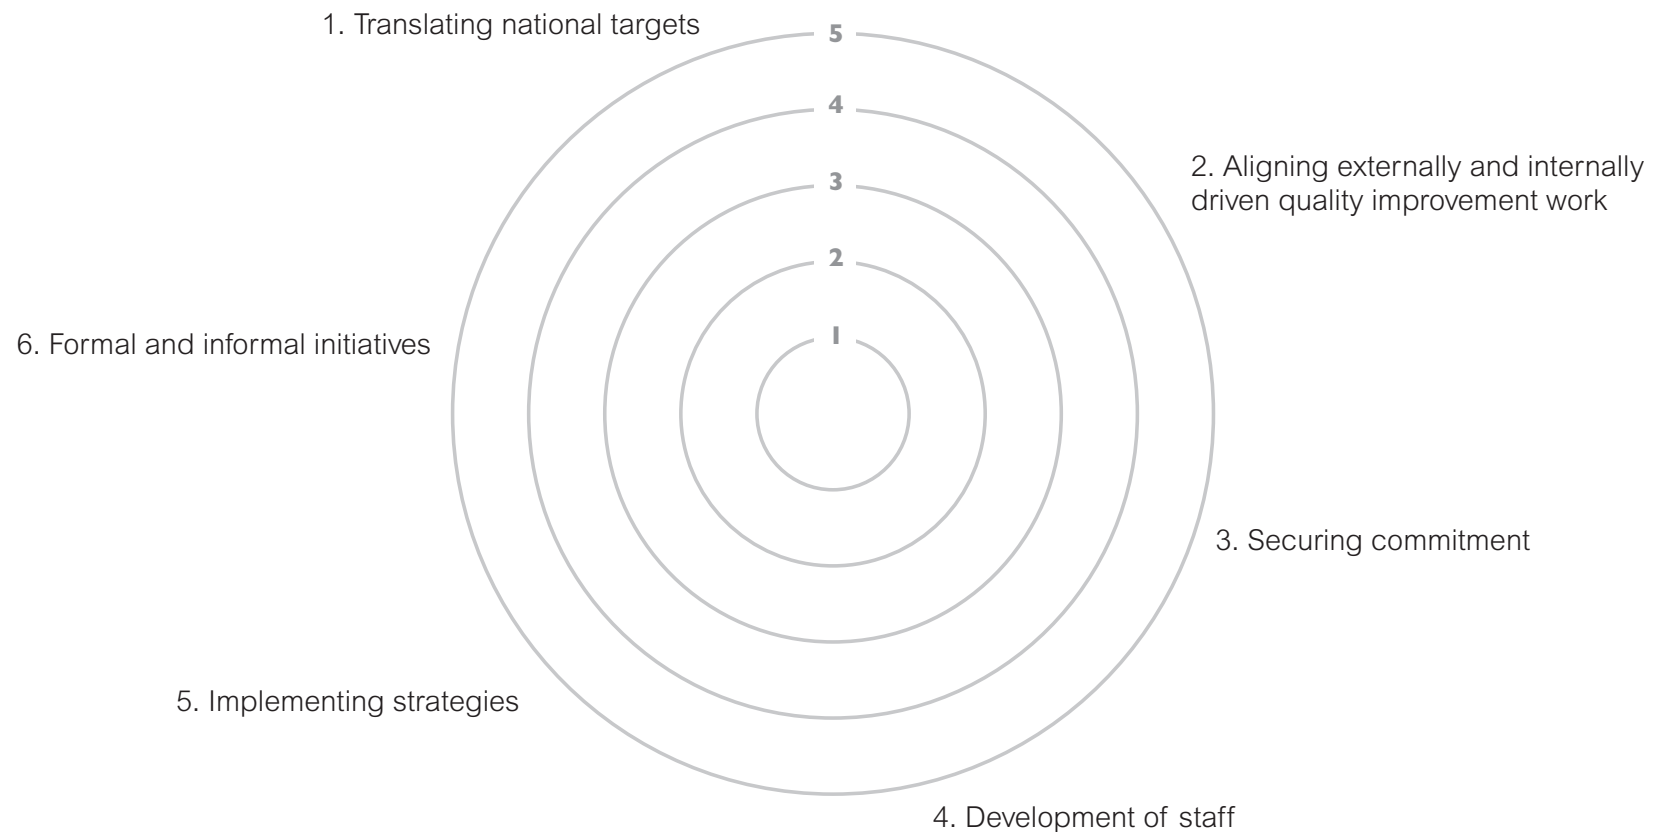 1. Translating national targets
5
4
2. Aligning externally and internally
driven quality improvement work
3
2
1
6. Formal and informal initiatives
3. Securing commitment
5. Implementing strategies
4. Development of staff